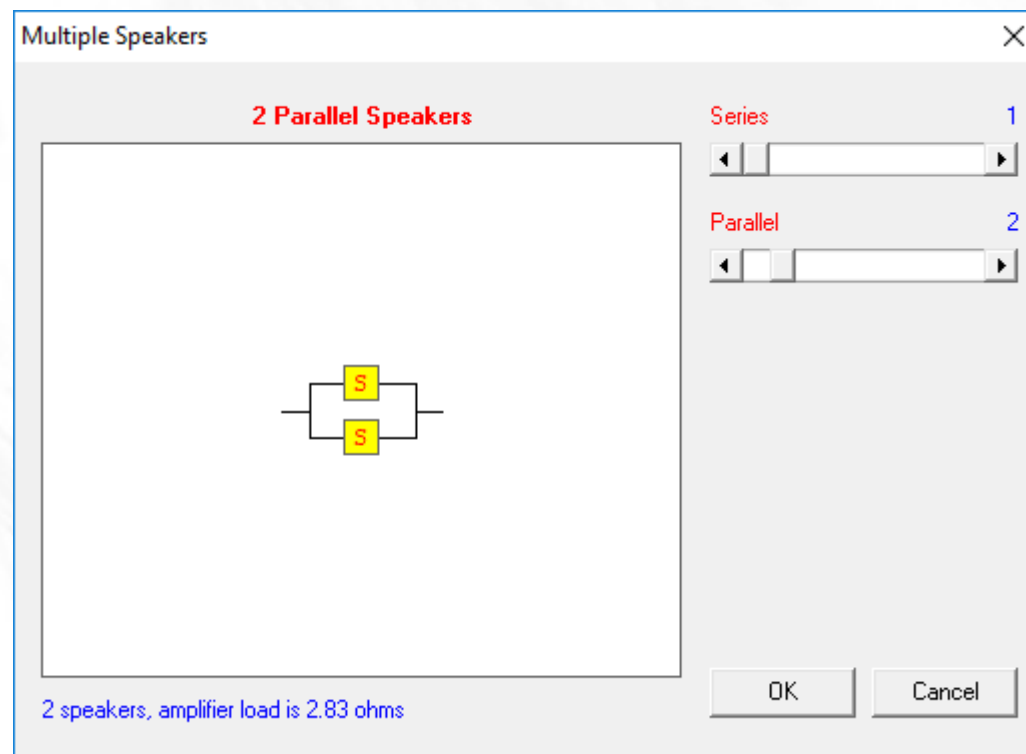 Multiple Speakers
2 Parallel Speakers
Series 1
Parallel 2
S
S
2 speakers, amplifier load is 2.83 ohms
OK Cancel